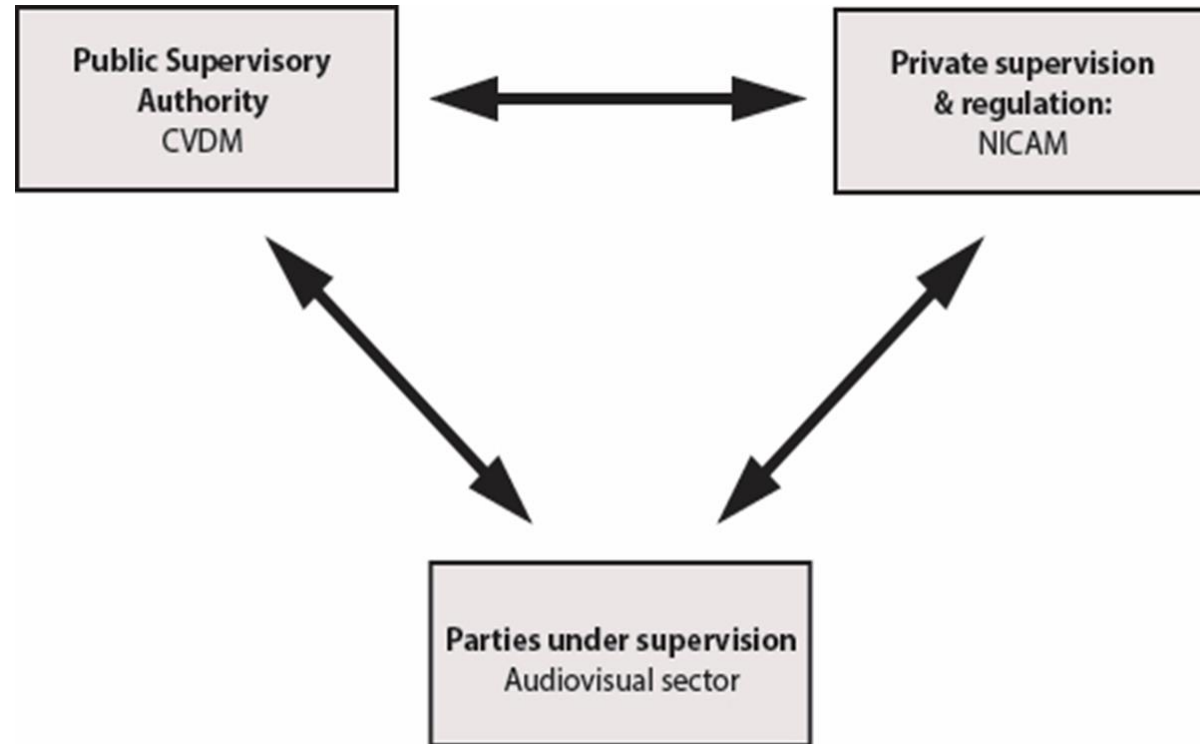 Public Supervisory
Authority
CVDM
Private supervision
& regulation:
NICAM
Parties under supervision
Audiovisual sector